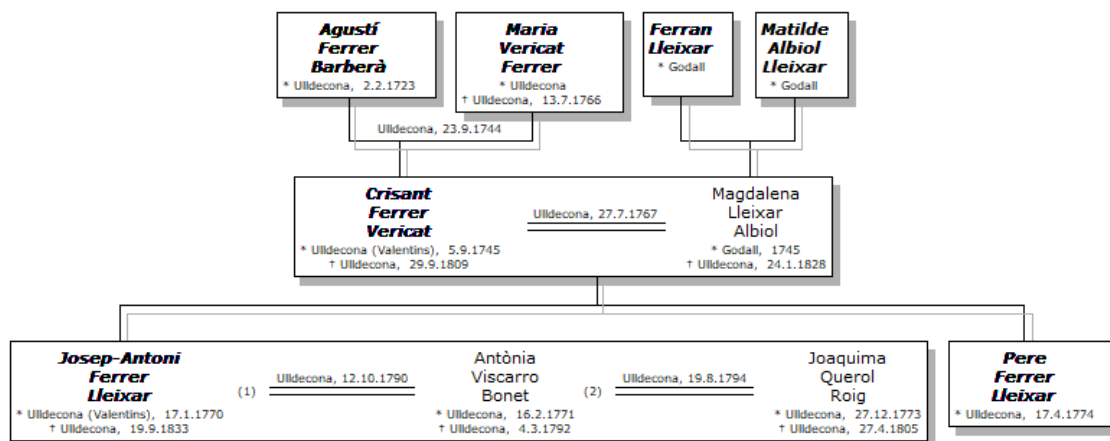 Agustí
Ferrer
Barberà
* Ulldecona, 2.2.1723
Maria
Vericat
Ferrer
* Ulldecona
† Ulldecona, 13.7.1766
Ferran
Lleixar
* Godall
Matilde
Albiol
Lleixar
* Godall
Ulldecona, 23.9.1744
Crisant
Ferrer
Vericat
* Ulldecona (Valentins), 5.9.1745
† Ulldecona, 29.9.1809
Ulldecona, 27.7.1767
Magdalena
Lleixar
Albiol
* Godall, 1745
† Ulldecona, 24.1.1828
Josep-Antoni
Ferrer
Lleixar
* Ulldecona (Valentins), 17.1.1770
† Ulldecona, 19.9.1833
(1)
Ulldecona, 12.10.1790
Antònia
Viscarro
Bonet
* Ulldecona, 16.2.1771
† Ulldecona, 4.3.1792
(2)
Ulldecona, 19.8.1794
Joaquima
Querol
Roig
* Ulldecona, 27.12.1773
† Ulldecona, 27.4.1805
Pere
Ferrer
Lleixar
* Ulldecona, 17.4.1774